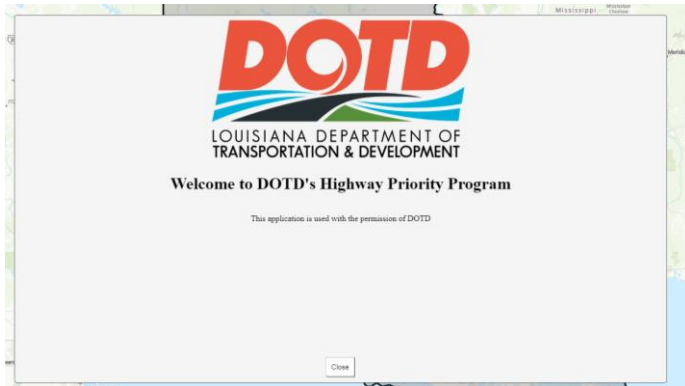 Mississippi
DOTD
LOUISIANA DEPARTMENT OF
TRANSPORTATION & DEVELOPMENT
Welcome to DOTD's Highway Priority Program
This application is used with the permission of DOTD
Close